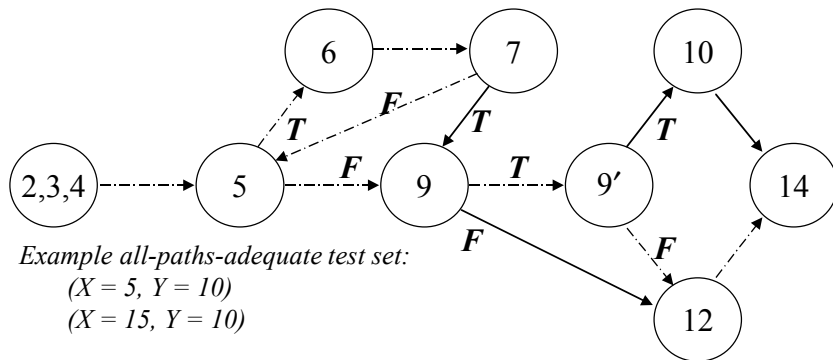 6
7
10
F
T
T
T
2,3,4
5
F
9
T
9′
14
F
F
Example all-paths-adequate test set:
(X = 5, Y = 10)
(X = 15, Y = 10)
12